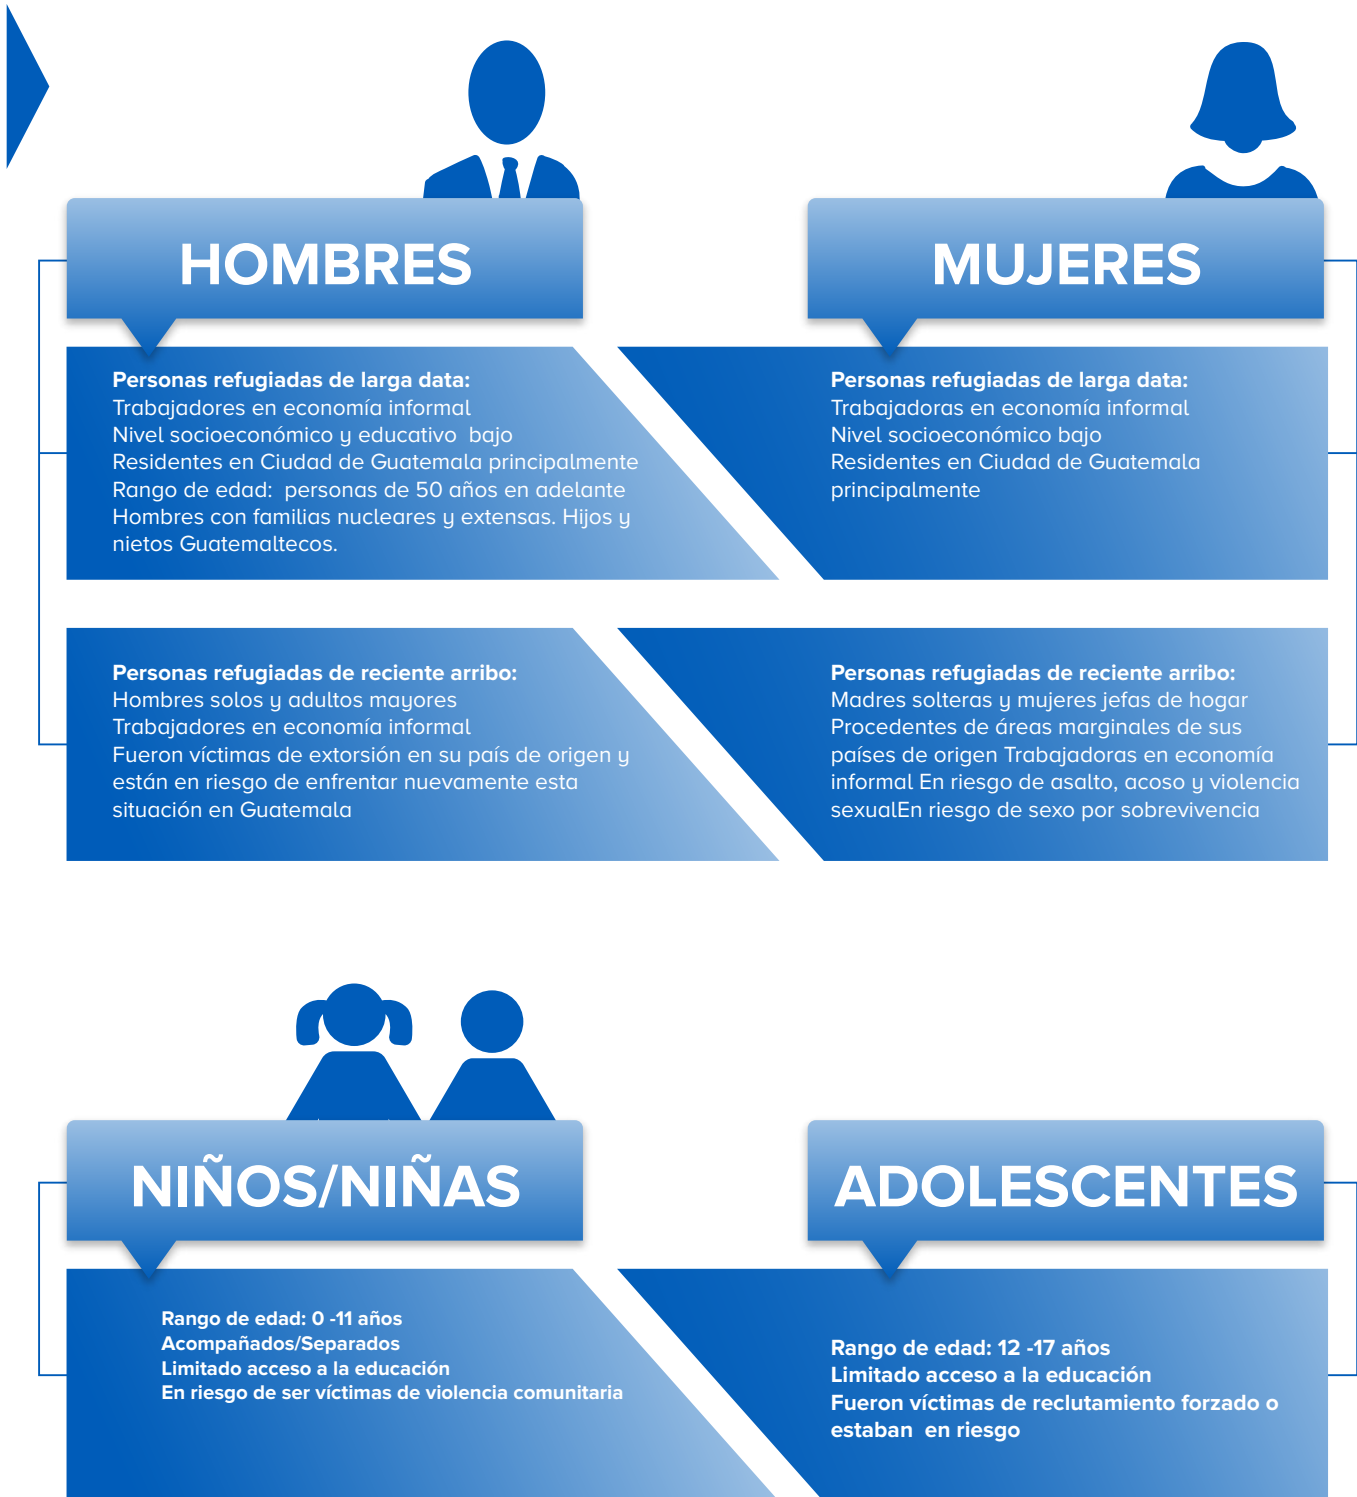 HOMBRES
Personas refugiadas de larga data:
Trabajadores en economía informal
Nivel socioeconómico y educativo  bajo
Residentes en Ciudad de Guatemala principalmente
Rango de edad:  personas de 50 años en adelante
Hombres con familias nucleares y extensas. Hijos y
nietos Guatemaltecos.
Personas refugiadas de reciente arribo:
Hombres solos y adultos mayores
Trabajadores en economía informal
Fueron víctimas de extorsión en su país de origen y
están en riesgo de enfrentar nuevamente esta
situación en Guatemala
MUJERES
Personas refugiadas de larga data:
Trabajadoras en economía informal
Nivel socioeconómico bajo
Residentes en Ciudad de Guatemala
principalmente
Personas refugiadas de reciente arribo:
Madres solteras y mujeres jefas de hogar
Procedentes de áreas marginales de sus
países de origen Trabajadoras en economía
informal En riesgo de asalto, acoso y violencia
sexualEn riesgo de sexo por sobrevivencia
NIÑOS/NIÑAS
Rango de edad: 0 -11 años
Acompañados/Separados
Limitado acceso a la educación
En riesgo de ser víctimas de violencia comunitaria
ADOLESCENTES
Rango de edad: 12 -17 años
Limitado acceso a la educación
Fueron víctimas de reclutamiento forzado o
estaban  en riesgo